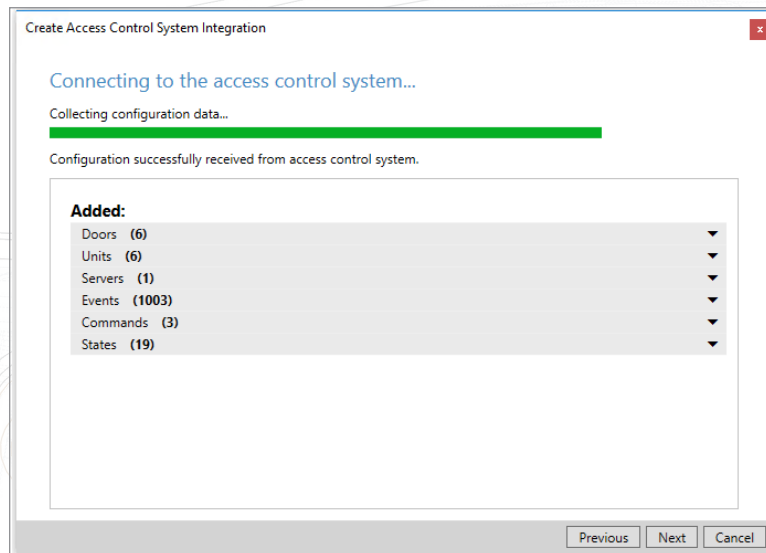 Create Access Control System Integration
x
Connecting to the access control system...
Collecting configuration data...
Configuration successfully received from access control system.
Added:
Doors (6)
Units (6)
Servers (1)
Events (1003)
Commands (3)
States (19)
Previous Next Cancel